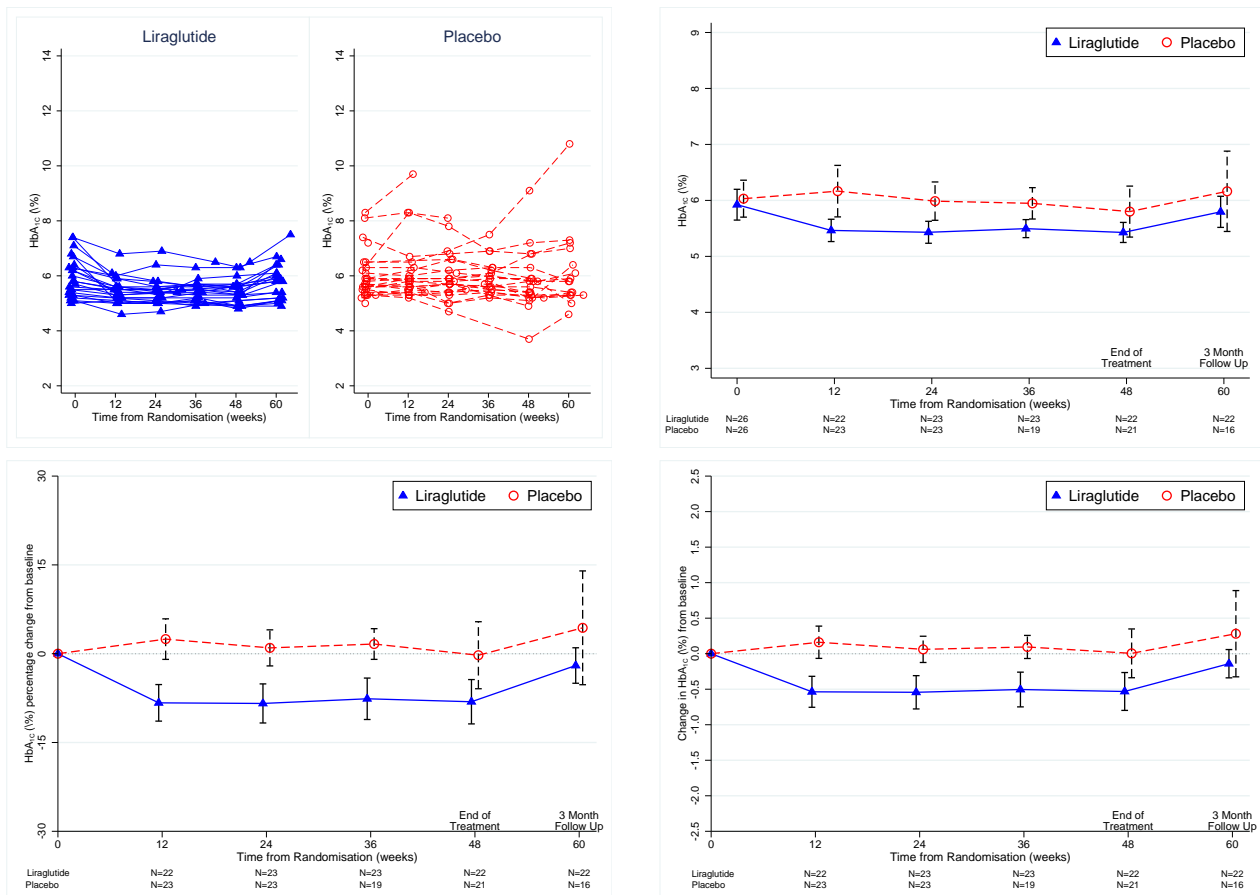 Liraglutide
Placebo
HbA1C (\%)
14
12
10
8
6
4
2
0 12 24 36 48 60
Time from Randomisation (weeks)
HbA1C (\%)
14
12
10
8
6
4
2
0 12 24 36 48 60
Time from Randomisation (weeks)
Liraglutide Placebo
HbA1C (\%)
9
8
7
6
5
4
3
End of Treatment
3 Month Follow Up
0 12 24 36 48 60
Time from Randomisation (weeks)
Liraglutide N=26 N=22 N=23 N=23 N=22 N=22
Placebo N=26 N=23 N=23 N=19 N=21 N=16
Liraglutide Placebo
HbA1C (\%) percentage change from baseline
30
15
0
-15
-30
End of Treatment
3 Month Follow Up
0 12 24 36 48 60
Time from Randomisation (weeks)
Liraglutide N=22 N=23 N=23 N=22 N=22
Placebo N=23 N=23 N=19 N=21 N=16
Liraglutide Placebo
Change in HbA1C (\%) from baseline
2.5
2.0
1.5
1.0
0.5
0.0
-0.5
-1.0
-1.5
-2.0
-2.5
End of Treatment
3 Month Follow Up
0 12 24 36 48 60
Time from Randomisation (weeks)
Liraglutide N=22 N=23 N=23 N=22 N=22
Placebo N=23 N=23 N=19 N=21 N=16